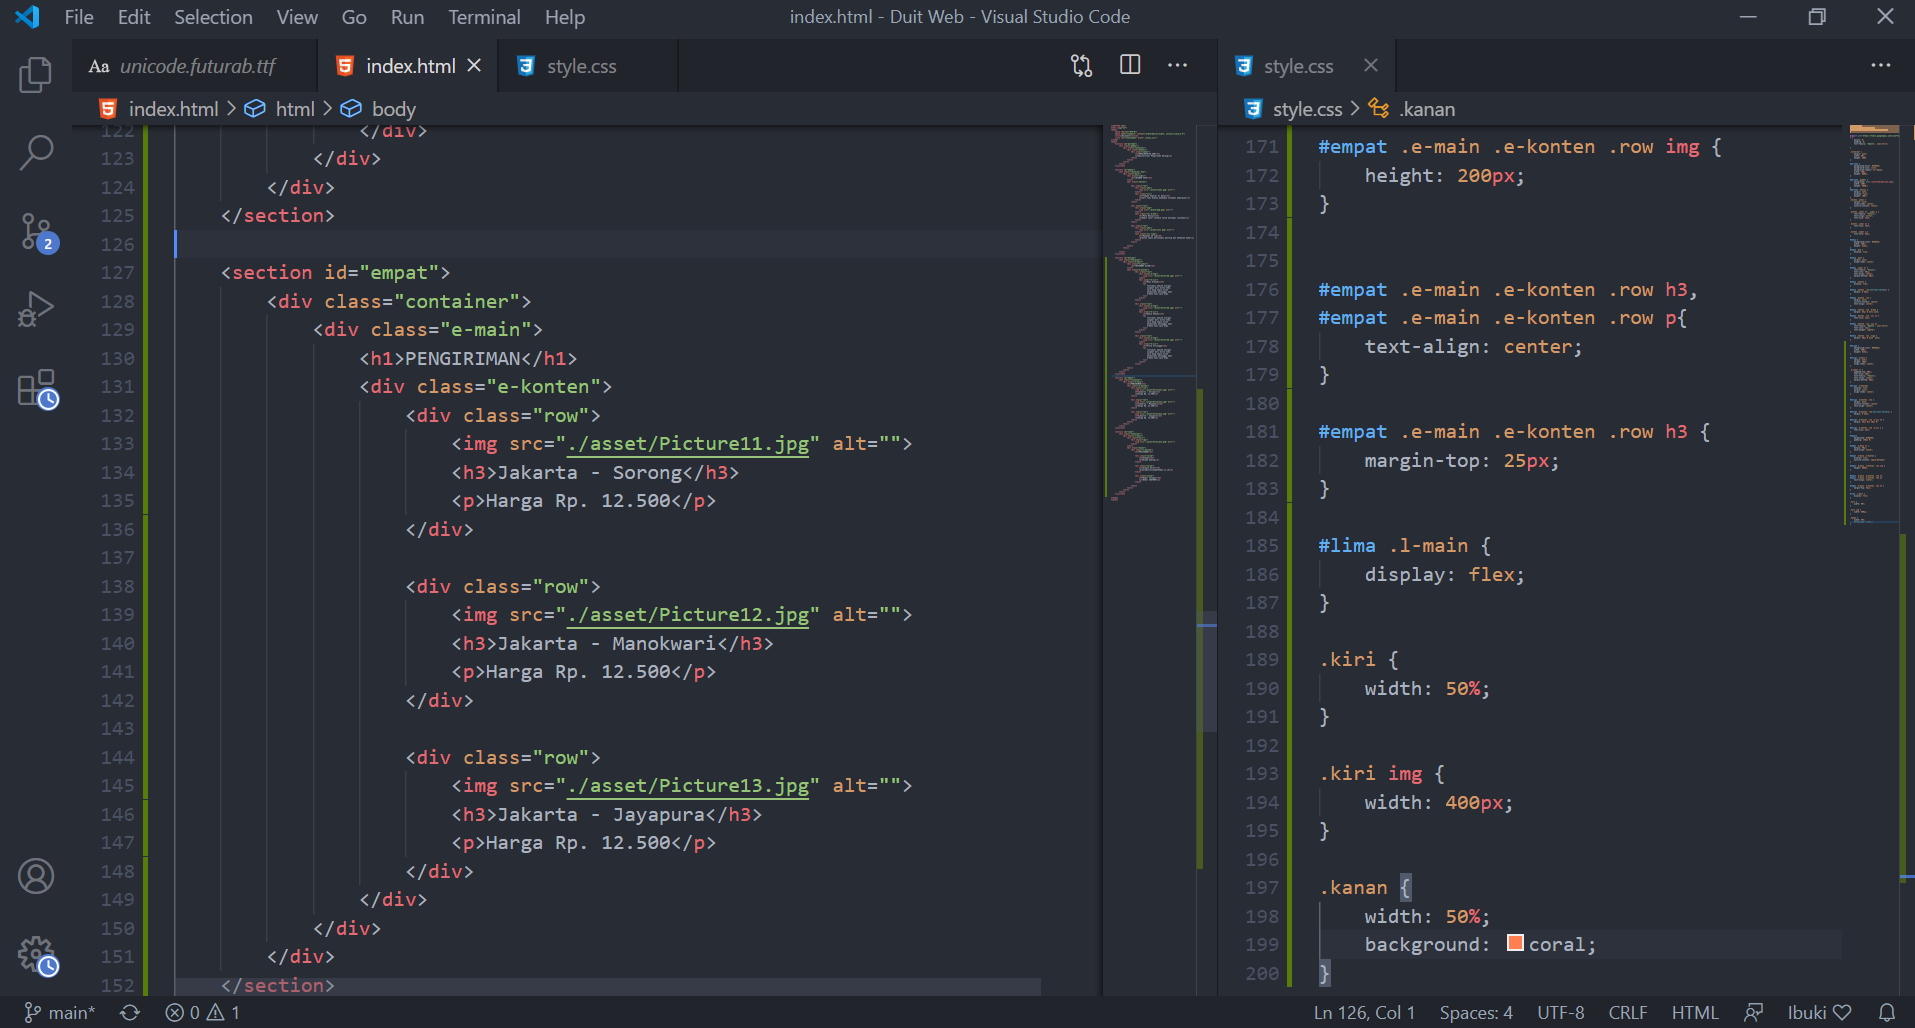 File Edit Selection View Go Run Terminal Help
index.html - Duit Web - Visual Studio Code
Aa unicode.futurab.ttf
index.html
style.css
style.css
index.html > html > body
style.css > .kanan
2
122 </div>
123 </div>
124 </div>
125 </section>
126
127 <section id="empat">
128 <div class="container">
129 <div class="e-main">
130 <h1>PENGIRIMAN</h1>
131 <div class="e-konten">
132 <div class="row">
133 <img src="./asset/Picture11.jpg" alt="">
134 <h3>Jakarta - Sorong</h3>
135 <p>Harga Rp. 12.500</p>
136 </div>
137
138 <div class="row">
139 <img src="./asset/Picture12.jpg" alt="">
140 <h3>Jakarta - Manokwari</h3>
141 <p>Harga Rp. 12.500</p>
142 </div>
143
144 <div class="row">
145 <img src="./asset/Picture13.jpg" alt="">
146 <h3>Jakarta - Jayapura</h3>
147 <p>Harga Rp. 12.500</p>
148 </div>
149 </div>
150 </div>
151 </div>
152 </section>
171 #empat .e-main .e-konten .row img {
172 height: 200px;
173 }
174
175
176 #empat .e-main .e-konten .row h3,
177 #empat .e-main .e-konten .row p{
178 text-align: center;
179 }
180
181 #empat .e-main .e-konten .row h3 {
182 margin-top: 25px;
183 }
184
185 #lima .l-main {
186 display: flex;
187 }
188
189 .kiri {
190 width: 50%;
191 }
192
193 .kiri img {
194 width: 400px;
195 }
196
197 .kanan {
198 width: 50%;
199 background: coral;
200 }
main* 0 1 Ln 126, Col 1 Spaces: 4 UTF-8 CRLF HTML Ibuki